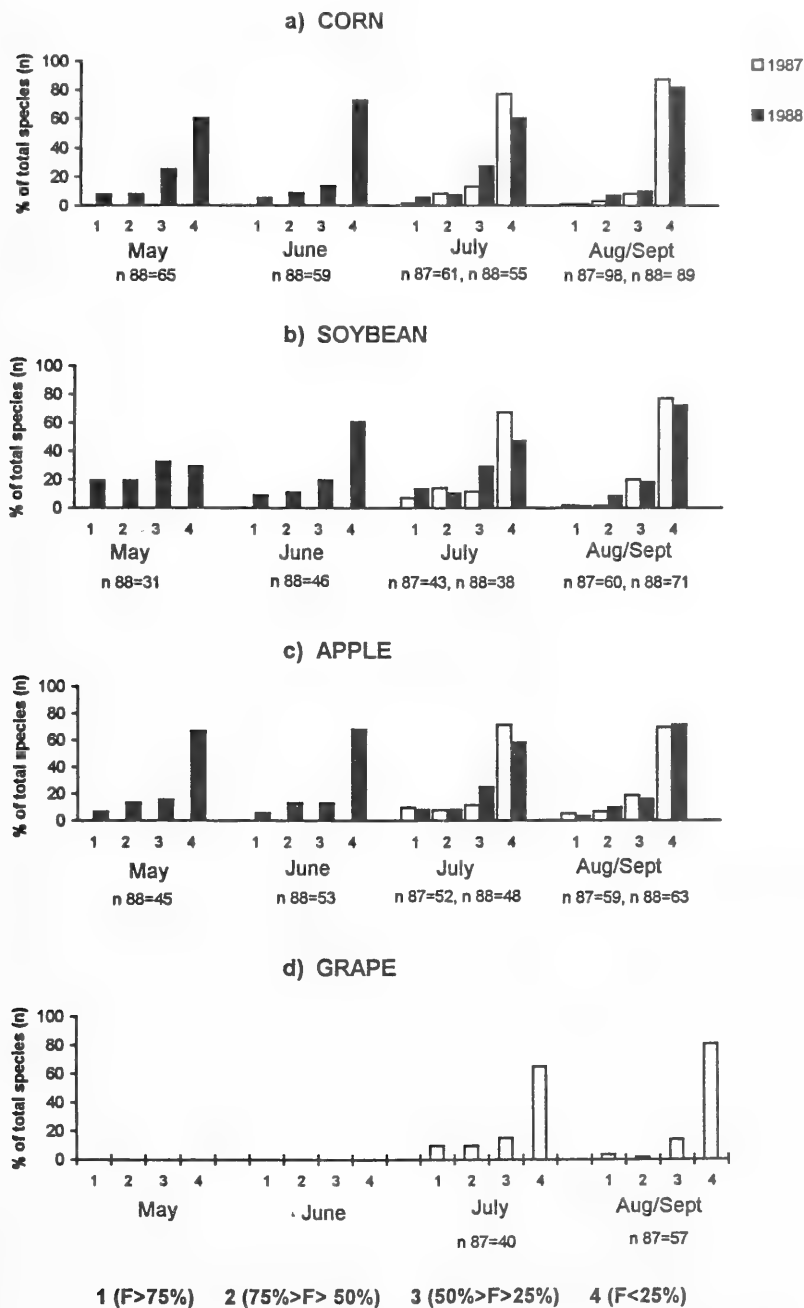 a) CORN
1987
1988
% of total species (n)
100
80
60
40
20
0
1 2 3 4 1 2 3 4 1 2 3 4 1 2 3 4
May June July Aug/Sept
n 88=65 n 88=59 n 87=61, n 88=55 n 87=98, n 88= 89
b) SOYBEAN
% of total species (n)
100
80
60
40
20
0
1 2 3 4 1 2 3 4 1 2 3 4 1 2 3 4
May June July Aug/Sept
n 88=31 n 88=46 n 87=43, n 88=38 n 87=60, n 88=71
c) APPLE
% of total species (n)
100
80
60
40
20
0
1 2 3 4 1 2 3 4 1 2 3 4 1 2 3 4
May June July Aug/Sept
n 88=45 n 88=53 n 87=52, n 88=48 n 87=59, n 88=63
d) GRAPE
% of total species (n)
100
80
60
40
20
0
1 2 3 4 1 2 3 4 1 2 3 4 1 2 3 4
May June July Aug/Sept
n 87=40 n 87=57
1 (F>75%) 2 (75%>F> 50%) 3 (50%>F>25%) 4 (F<25%)